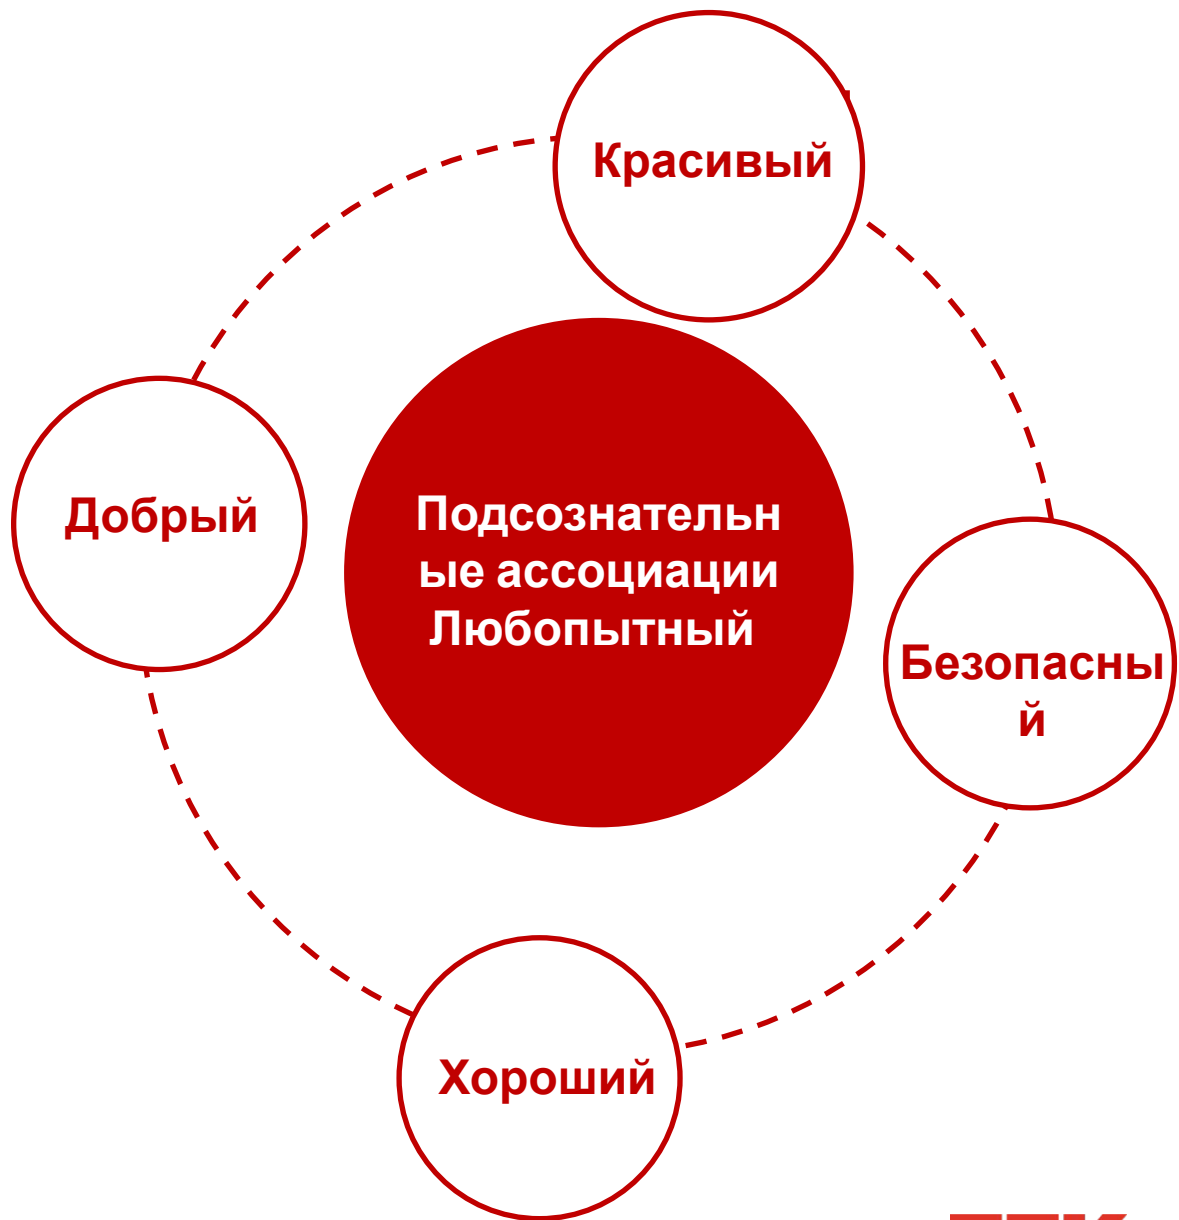 Красивый
Добрый
Подсознательн
ые ассоциации
Любопытный
Безопасны
й
Хороший